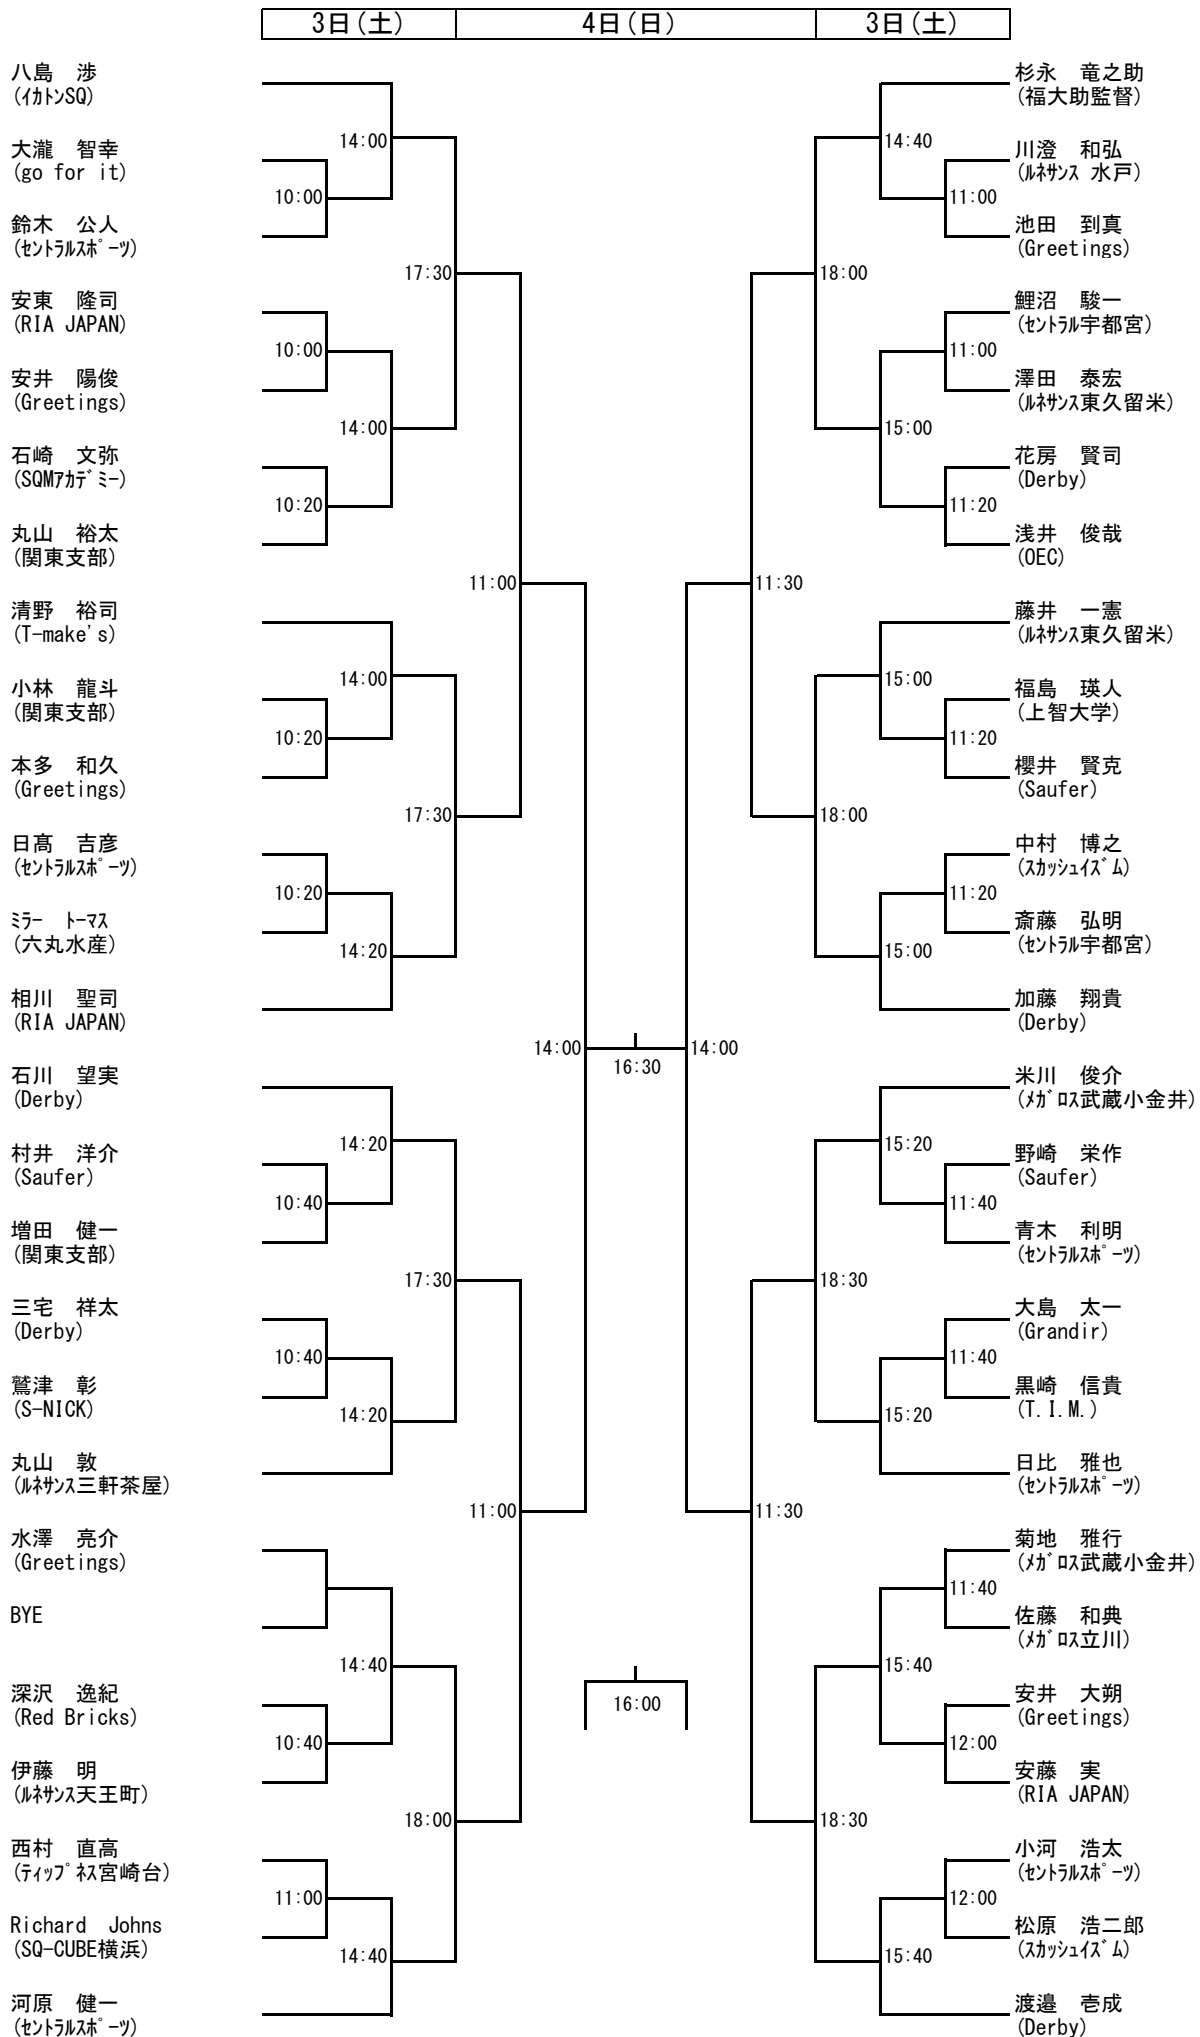 3日(土)
4日(日)
3日(土)
八島 渉
(イカトンSQ)
14:00
大瀧 智幸
(go for it)
10:00
鈴木 公人
(セントラルスポーツ)
17:30
安東 隆司
(RIA JAPAN)
10:00
安井 陽俊
(Greetings)
14:00
石崎 文弥
(SQMアカデミー)
10:20
丸山 裕太
(関東支部)
11:00
清野 裕司
(T-make's)
14:00
小林 龍斗
(関東支部)
10:20
本多 和久
(Greetings)
17:30
日髙 吉彦
(セントラルスポーツ)
10:20
ミラー トーマス
(六丸水産)
14:20
相川 聖司
(RIA JAPAN)
14:00
石川 望実
(Derby)
14:20
村井 洋介
(Saufer)
10:40
増田 健一
(関東支部)
17:30
三宅 祥太
(Derby)
10:40
鷲津 彰
(S-NICK)
14:20
丸山 敦
(ルネサンス三軒茶屋)
11:00
水澤 亮介
(Greetings)
BYE
14:40
深沢 逸紀
(Red Bricks)
10:40
伊藤 明
(ルネサンス天王町)
18:00
西村 直高
(ティップネス宮崎台)
11:00
Richard Johns
(SQ-CUBE横浜)
14:40
河原 健一
(セントラルスポーツ)
16:30
16:00
杉永 竜之助
(福大助監督)
14:40
川澄 和弘
(ルネサンス 水戸)
11:00
池田 到真
(Greetings)
18:00
鯉沼 駿一
(セントラル宇都宮)
11:00
澤田 泰宏
(ルネサンス東久留米)
15:00
花房 賢司
(Derby)
11:20
浅井 俊哉
(OEC)
11:30
藤井 一憲
(ルネサンス東久留米)
15:00
福島 瑛人
(上智大学)
11:20
櫻井 賢克
(Saufer)
18:00
中村 博之
(スカッシュイズム)
11:20
斎藤 弘明
(セントラル宇都宮)
15:00
加藤 翔貴
(Derby)
14:00
米川 俊介
(メガロス武蔵小金井)
15:20
野崎 栄作
(Saufer)
11:40
青木 利明
(セントラルスポーツ)
18:30
大島 太一
(Grandir)
11:40
黒崎 信貴
(T.I.M.)
15:20
日比 雅也
(セントラルスポーツ)
11:30
菊地 雅行
(メガロス武蔵小金井)
11:40
佐藤 和典
(メガロス立川)
15:40
安井 大朔
(Greetings)
12:00
安藤 実
(RIA JAPAN)
18:30
小河 浩太
(セントラルスポーツ)
12:00
松原 浩二郎
(スカッシュイズム)
15:40
渡邉 壱成
(Derby)